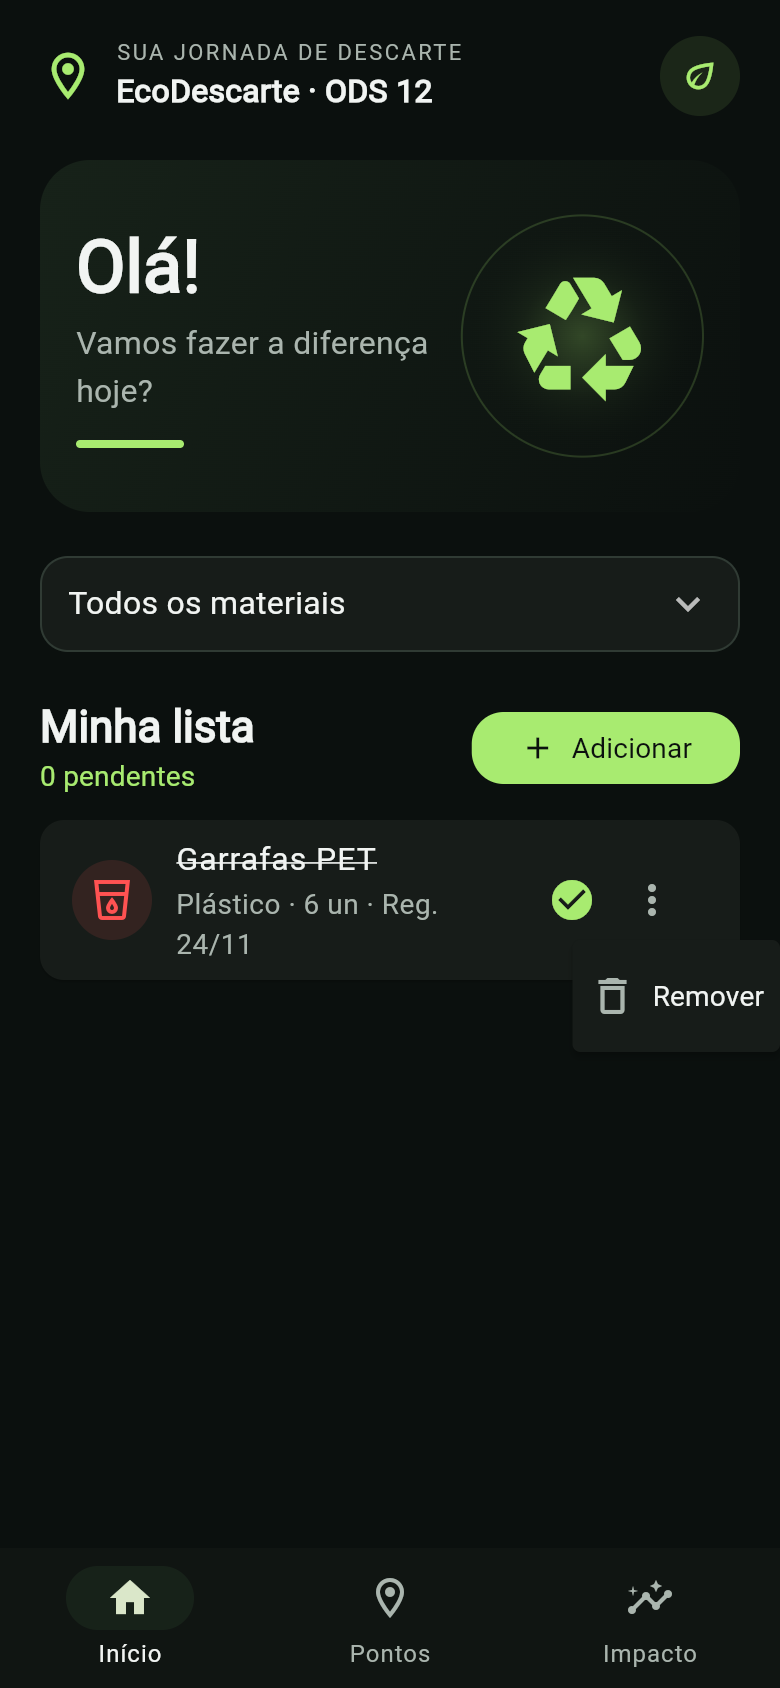 SUA JORNADA DE DESCARTE
EcoDescarte · ODS 12
Olá!
Vamos fazer a diferença
hoje?
Todos os materiais
Minha lista
0 pendentes
Adicionar
Garrafas PET
Plástico · 6 un · Reg.
24/11
Remover
Início
Pontos
Impacto